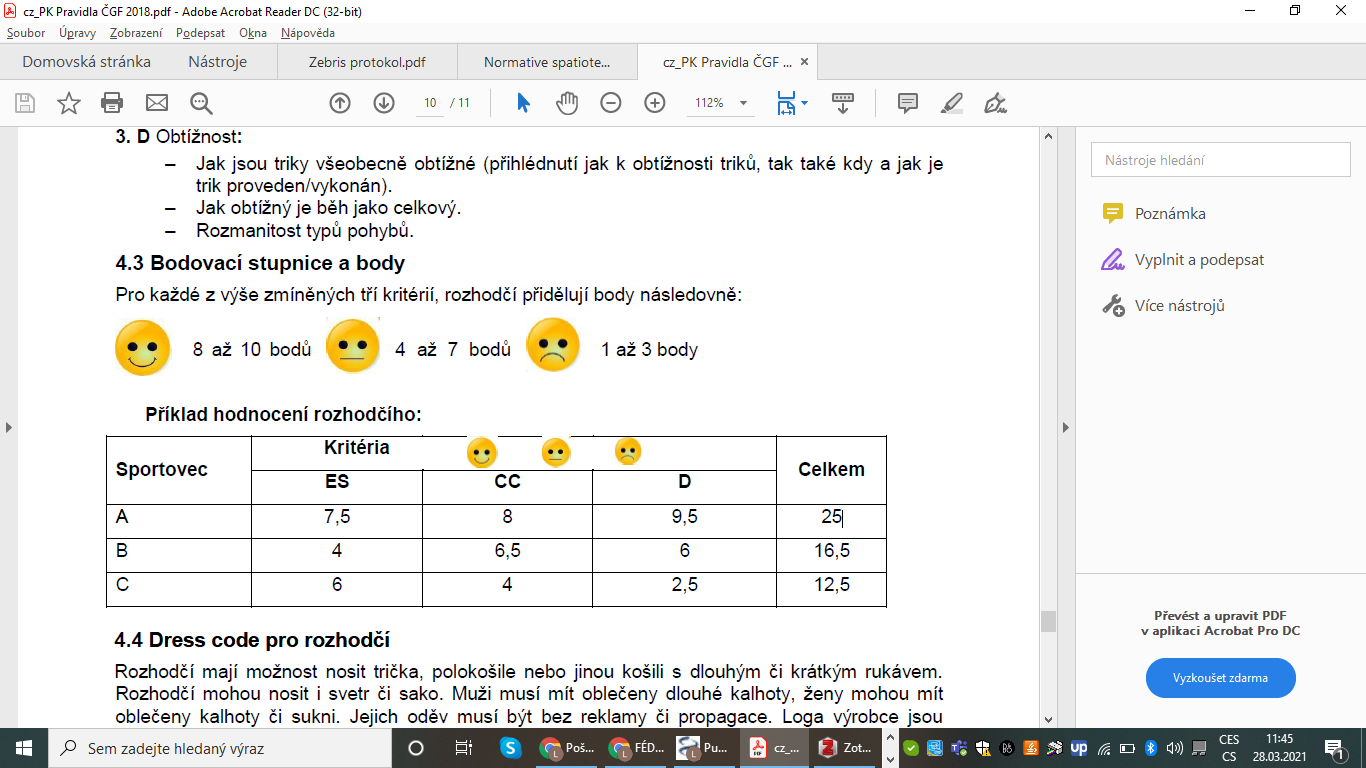 cz_PK Pravidla ČGF 2018.pdf - Adobe Acrobat Reader DC (32-bit)
Soubor Úpravy Zobrazení Podepsat Okna Nápověda
Domovská stránka Nástroje Zebris protokol.pdf Normative spatiote... cz_PK Pravidla ČGF ... ×
10 / 11 112%
3. D Obtížnost:
– Jak jsou triky všeobecně obtížné (přihlédnutí jak k obtížnosti triků, tak také kdy a jak je
trik proveden/vykonán).
– Jak obtížný je běh jako celkový.
– Rozmanitost typů pohybů.
4.3 Bodovací stupnice a body
Pro každé z výše zmíněných tří kritérií, rozhodčí přidělují body následovně:
8 až 10 bodů 4 až 7 bodů 1 až 3 body
Příklad hodnocení rozhodčího:
Sportovec Kritéria Celkem
ES CC D
A 7,5 8 9,5 25
B 4 6,5 6 16,5
C 6 4 2,5 12,5
4.4 Dress code pro rozhodčí
Rozhodčí mají možnost nosit trička, polokošile nebo jinou košili s dlouhým či krátkým rukávem.
Rozhodčí mohou nosit i svetr či sako. Muži musí mít oblečeny dlouhé kalhoty, ženy mohou mít
oblečeny kalhoty či sukni. Jejich oděv musí být bez reklamy či propagace. Loga výrobce jsou
Nástroje hledání
Poznámka
Vyplnit a podepsat
Více nástrojů
Převést a upravit PDF
v aplikaci Acrobat Pro DC
Vyzkoušet zdarma
Sem zadejte hledaný výraz
Poš... FÉD... Pu... cz_... Zot...
up
CES
CS
11:45
28.03.2021
1